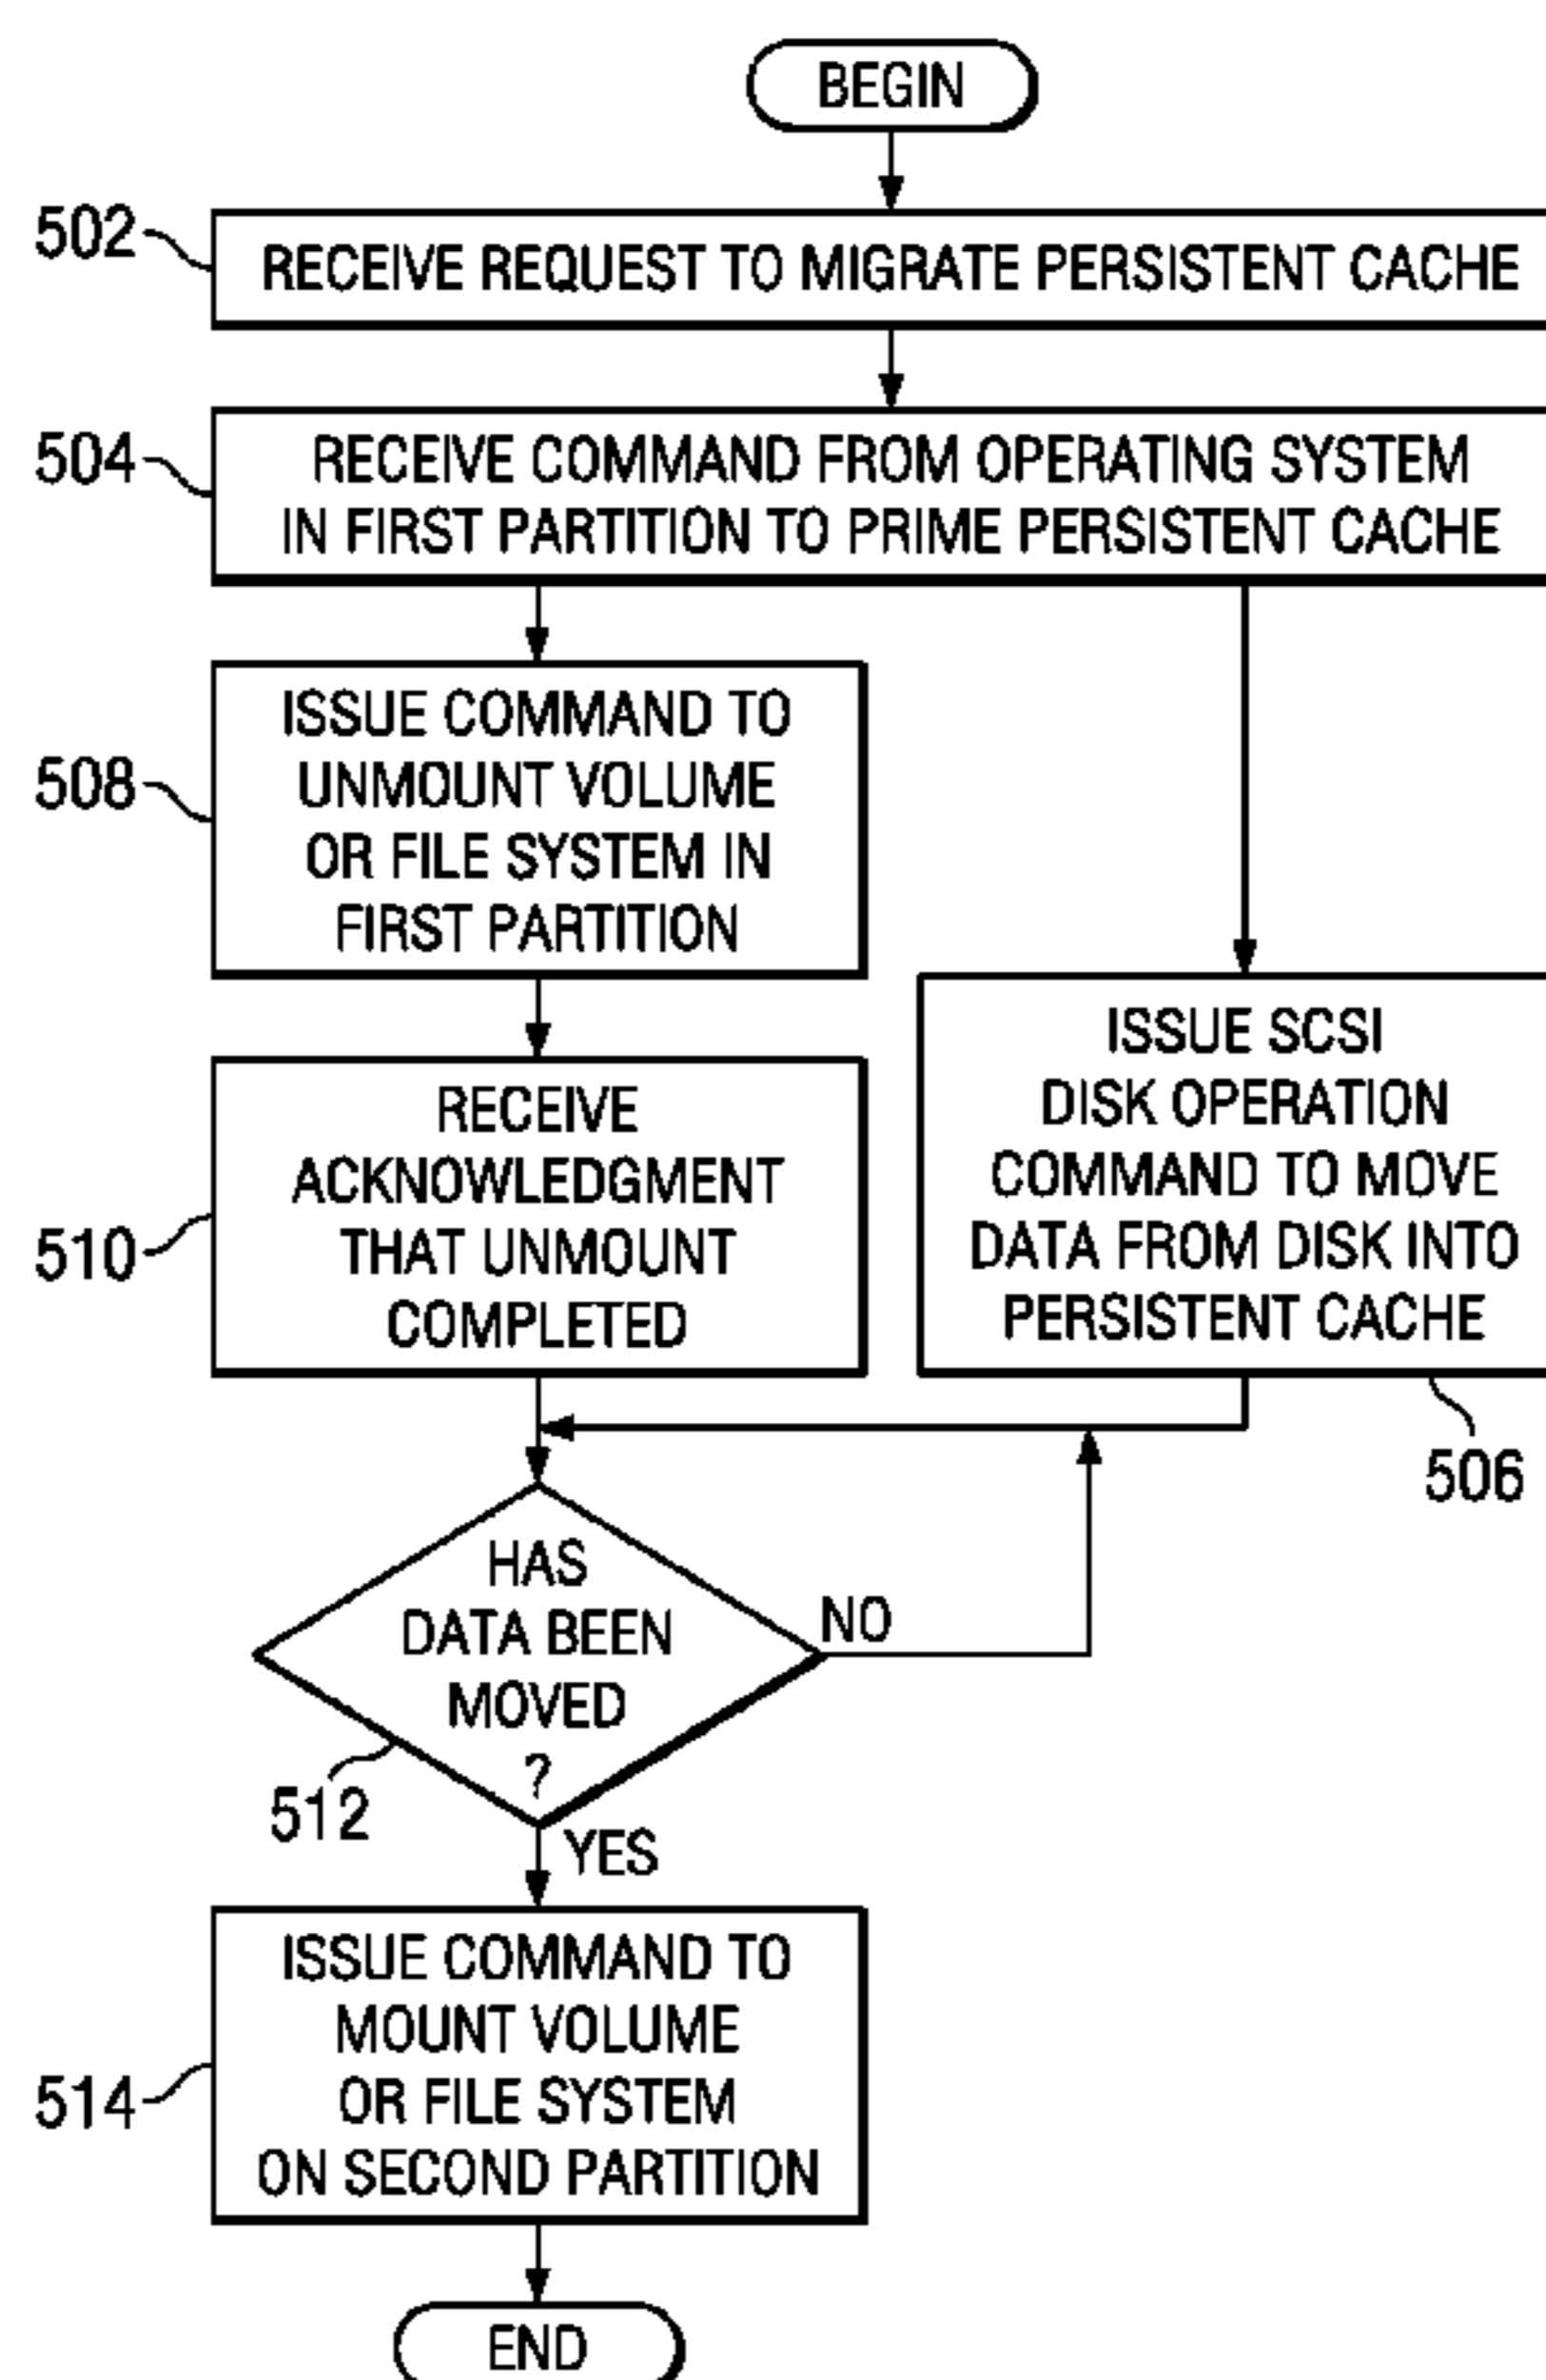 BEGIN
502
RECEIVE REQUEST TO MIGRATE PERSISTENT CACHE
504
RECEIVE COMMAND FROM OPERATING SYSTEM
IN FIRST PARTITION TO PRIME PERSISTENT CACHE
508
ISSUE COMMAND TO
UNMOUNT VOLUME
OR FILE SYSTEM IN
FIRST PARTITION
510
RECEIVE
ACKNOWLEDGMENT
THAT UNMOUNT
COMPLETED
ISSUE SCSI
DISK OPERATION
COMMAND TO MOVE
DATA FROM DISK INTO
PERSISTENT CACHE
506
HAS
DATA BEEN
MOVED
?
NO
512
YES
514
ISSUE COMMAND TO
MOUNT VOLUME
OR FILE SYSTEM
ON SECOND PARTITION
END